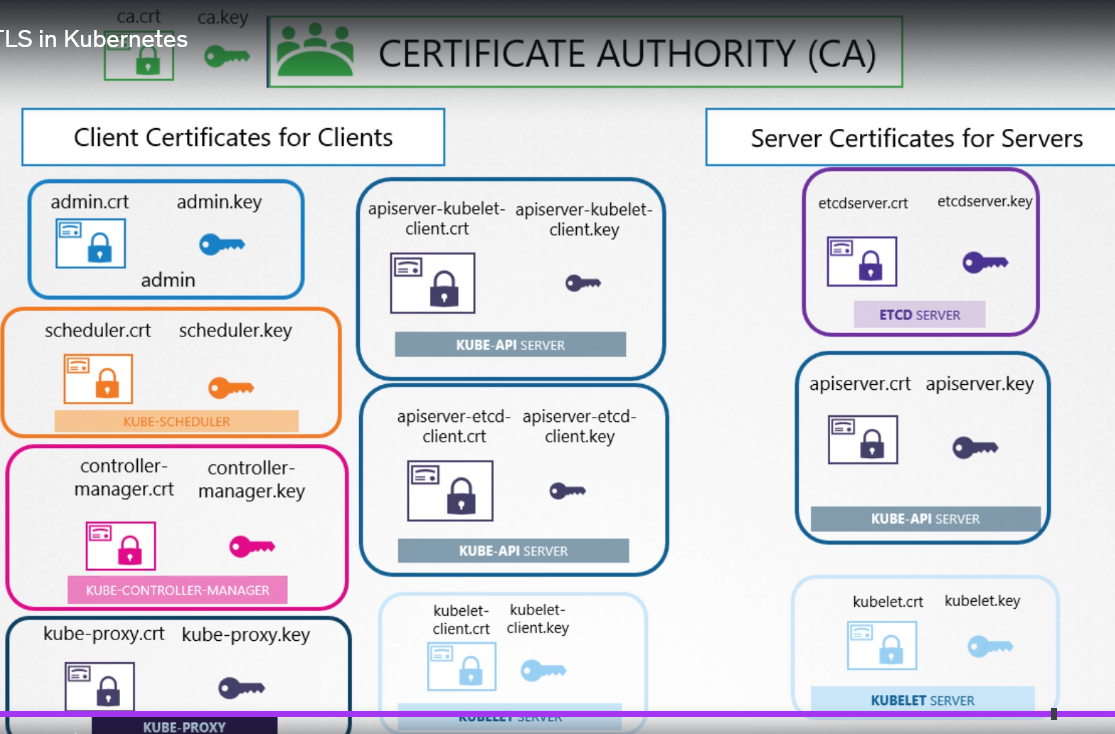 ca.crt ca.key
TLS in Kubernetes
CERTIFICATE AUTHORITY (CA)
Client Certificates for Clients
Server Certificates for Servers
admin.crt admin.key
admin
scheduler.crt scheduler.key
KUBE-SCHEDULER
controller-
manager.crt
controller-
manager.key
KUBE-CONTROLLER-MANAGER
kube-proxy.crt kube-proxy.key
KUBE-PROXY
apiserver-kubelet-
client.crt
apiserver-kubelet-
client.key
KUBE-API SERVER
apiserver-etcd-
client.crt
apiserver-etcd-
client.key
KUBE-API SERVER
kubelet-
client.crt
kubelet-
client.key
KUBELET SERVER
etcdserver.crt etcdserver.key
ETCD SERVER
apiserver.crt apiserver.key
KUBE-API SERVER
kubelet.crt kubelet.key
KUBELET SERVER